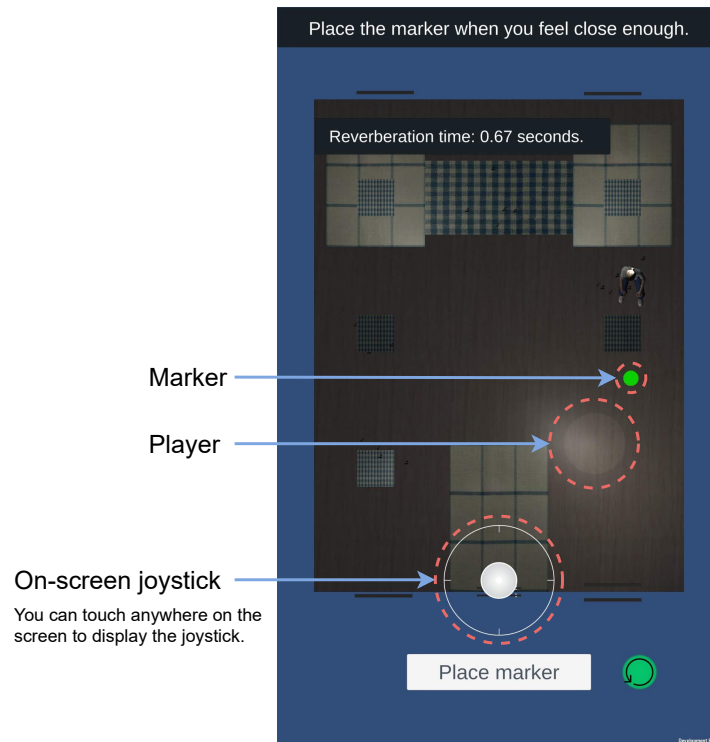 Place the marker when you feel close enough.
Reverberation time: 0.67 seconds.
Marker
Player
On-screen joystick
You can touch anywhere on the
screen to display the joystick.
Place marker
Development